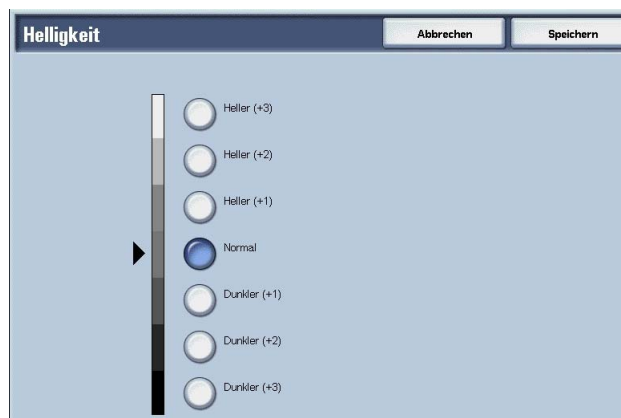 Helligkeit Abbrechen Speichern
Heller (+3)
Heller (+2)
Heller (+1)
Normal
Dunkler (+1)
Dunkler (+2)
Dunkler (+3)